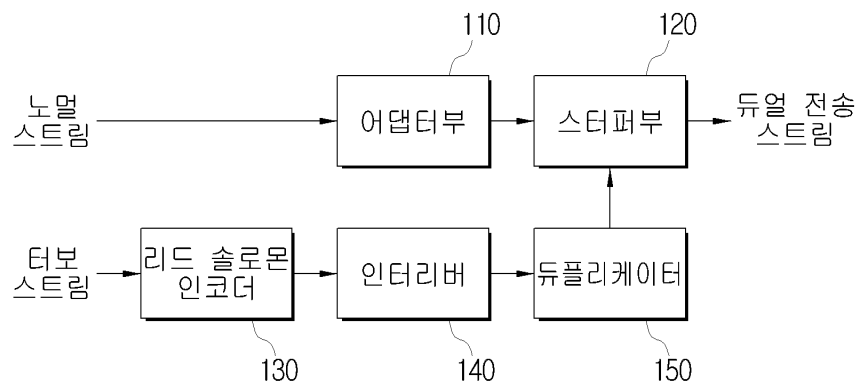 110
120
노멀
스트림
어댑터부
스터퍼부
듀얼 전송
스트림
터보
스트림
리드 솔로몬
인코더
인터리버
듀플리케이터
130
140
150